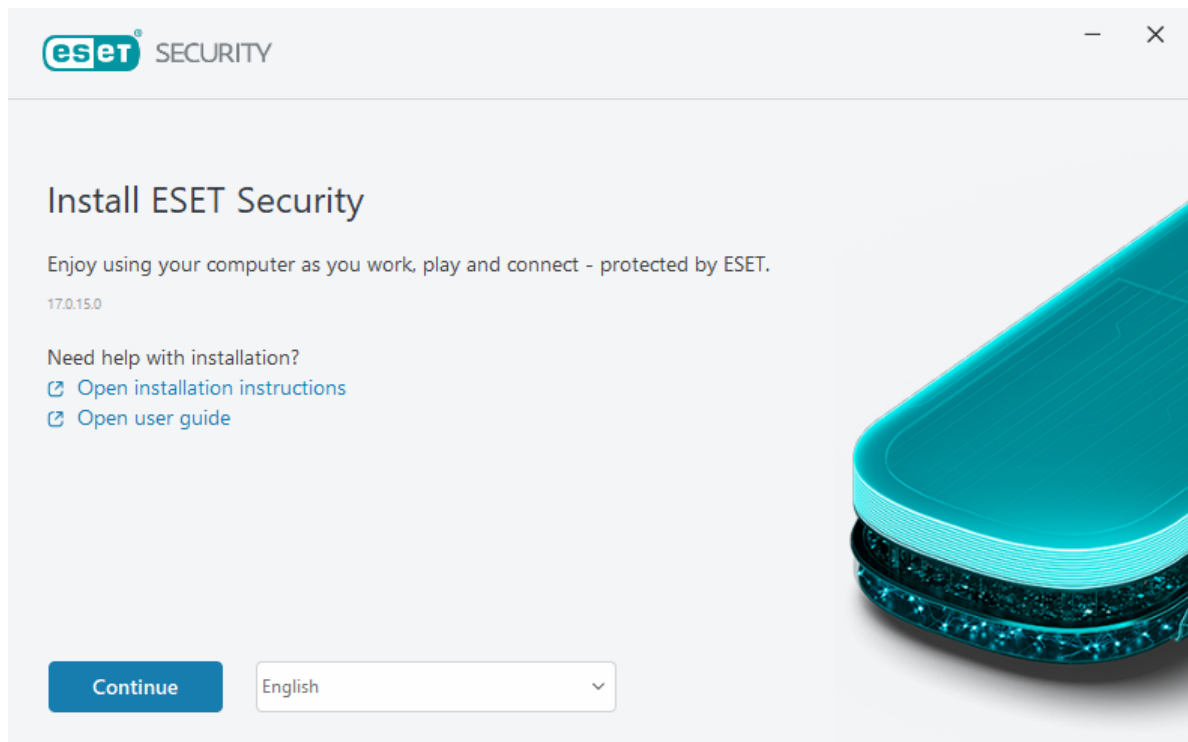 eset® SECURITY
Install ESET Security
Enjoy using your computer as you work, play and connect - protected by ESET.
17.0.15.0
Need help with installation?
Open installation instructions
Open user guide
Continue
English